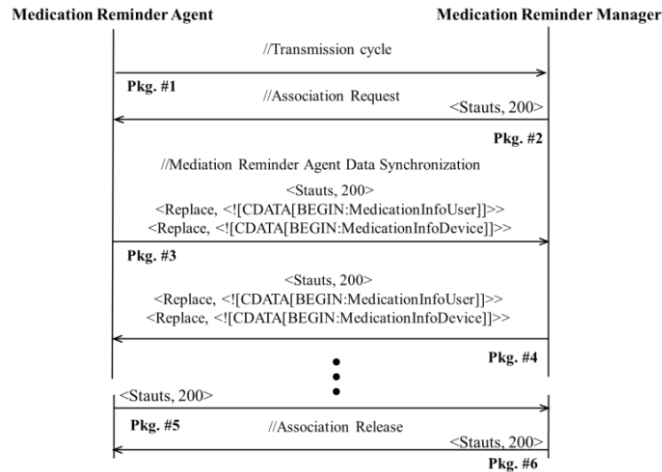 Medication Reminder Agent
Medication Reminder Manager
//Transmission cycle
Pkg. #1
//Association Request
<Stauts, 200>
Pkg. #2
//Mediation Reminder Agent Data Synchronization
<Stauts, 200>
<Replace, <![CDATA[BEGIN:MedicationInfoUser]]>>
<Replace, <![CDATA[BEGIN:MedicationInfoDevice]]>>
Pkg. #3
<Stauts, 200>
<Replace, <![CDATA[BEGIN:MedicationInfoUser]]>>
<Replace, <![CDATA[BEGIN:MedicationInfoDevice]]>>
Pkg. #4
<Stauts, 200>
Pkg. #5
//Association Release
<Stauts, 200>
Pkg. #6